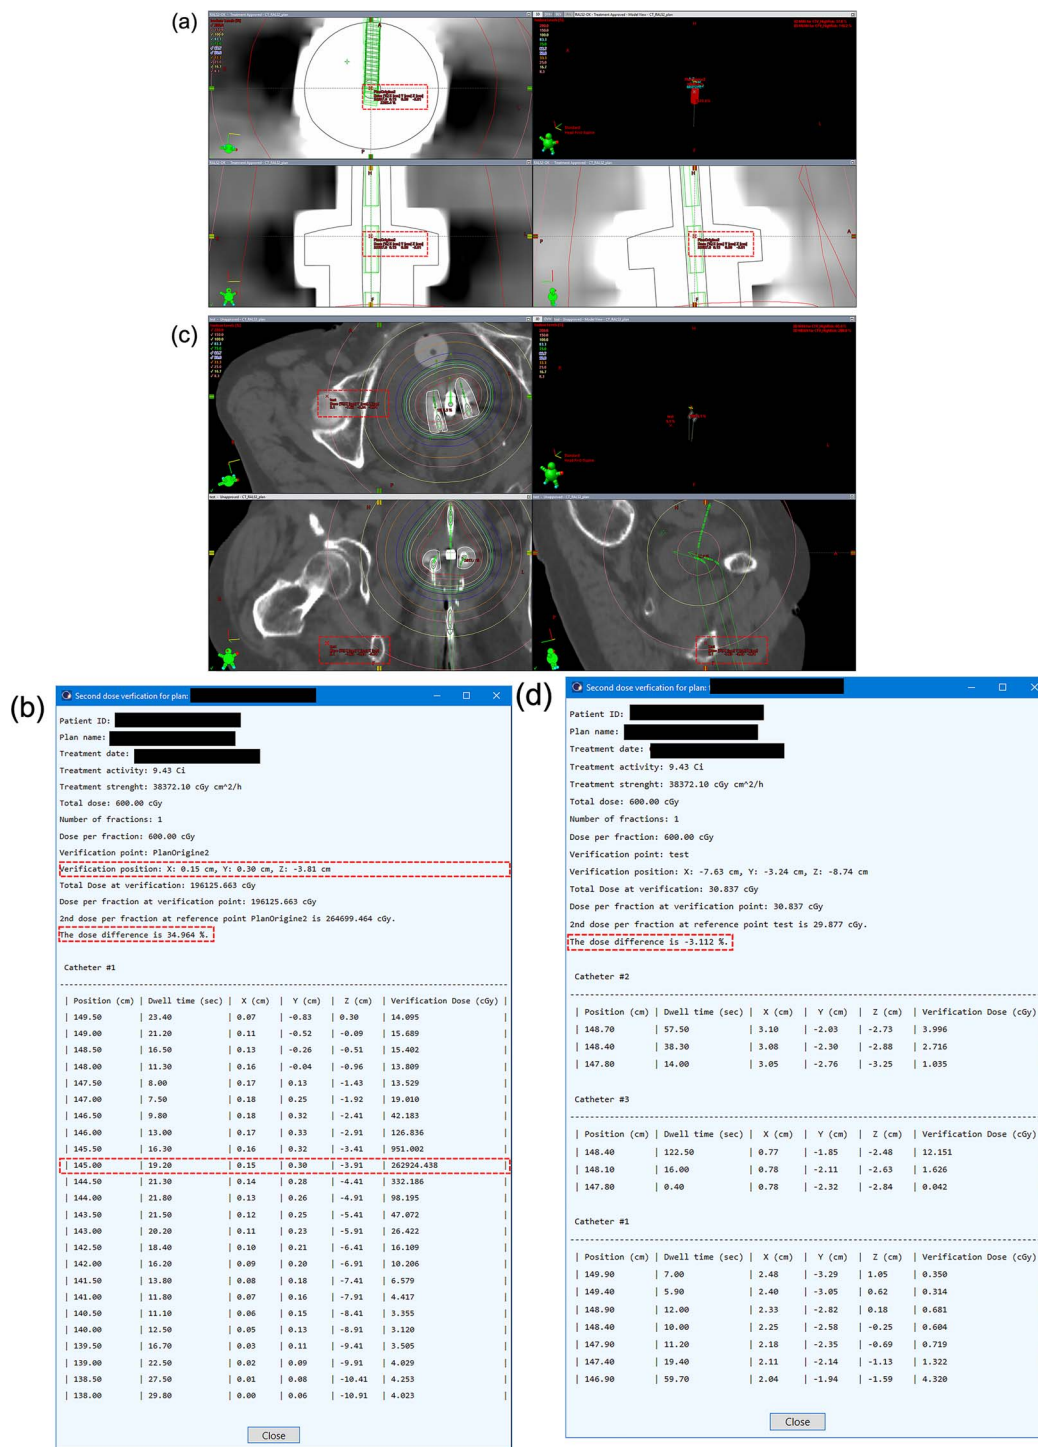 (a)
(c)
(b)
Second dose verfication for plan:
Patient ID:
Plan name:
Treatment date:
Treatment activity: 9.43 Ci
Treatment strenght: 38372.10 cGy cm^2/h
Total dose: 600.00 cGy
Number of fractions: 1
Dose per fraction: 600.00 cGy
Verification point: PlanOrigine2
Verification position: X: 0.15 cm, Y: 0.30 cm, Z: -3.81 cm
Total Dose at verification: 196125.663 cGy
Dose per fraction at verification point: 196125.663 cGy
2nd dose per fraction at reference point PlanOrigine2 is 264699.464 cGy.
The dose difference is 34.964 %.
Catheter #1
| Position (cm) | Dwell time (sec) | X (cm) | Y (cm) | Z (cm) | Verification Dose (cGy) |
| 149.50 | 23.40 | 0.07 | -0.83 | 0.30 | 14.095 |
| 149.00 | 21.20 | 0.11 | -0.52 | -0.09 | 15.689 |
| 148.50 | 16.50 | 0.13 | -0.26 | -0.51 | 15.402 |
| 148.00 | 11.30 | 0.16 | -0.04 | -0.96 | 13.809 |
| 147.50 | 8.00 | 0.17 | 0.13 | -1.43 | 13.529 |
| 147.00 | 7.50 | 0.18 | 0.25 | -1.92 | 19.010 |
| 146.50 | 9.80 | 0.18 | 0.32 | -2.41 | 42.183 |
| 146.00 | 13.00 | 0.17 | 0.33 | -2.91 | 126.836 |
| 145.50 | 16.30 | 0.16 | 0.32 | -3.41 | 951.002 |
| 145.00 | 19.20 | 0.15 | 0.30 | -3.91 | 262924.438 |
| 144.50 | 21.30 | 0.14 | 0.28 | -4.41 | 332.186 |
| 144.00 | 21.80 | 0.13 | 0.26 | -4.91 | 98.195 |
| 143.50 | 21.50 | 0.12 | 0.25 | -5.41 | 47.072 |
| 143.00 | 20.20 | 0.11 | 0.23 | -5.91 | 26.422 |
| 142.50 | 18.40 | 0.10 | 0.21 | -6.41 | 16.109 |
| 142.00 | 16.20 | 0.09 | 0.20 | -6.91 | 10.206 |
| 141.50 | 13.80 | 0.08 | 0.18 | -7.41 | 6.579 |
| 141.00 | 11.80 | 0.07 | 0.16 | -7.91 | 4.417 |
| 140.50 | 11.10 | 0.06 | 0.15 | -8.41 | 3.355 |
| 140.00 | 12.50 | 0.05 | 0.13 | -8.91 | 3.120 |
| 139.50 | 16.70 | 0.03 | 0.11 | -9.41 | 3.505 |
| 139.00 | 22.50 | 0.02 | 0.09 | -9.91 | 4.029 |
| 138.50 | 27.50 | 0.01 | 0.08 | -10.41 | 4.253 |
| 138.00 | 29.80 | 0.00 | 0.06 | -10.91 | 4.023 |
Close
(d)
Second dose verfication for plan:
Patient ID:
Plan name:
Treatment date:
Treatment activity: 9.43 Ci
Treatment strenght: 38372.10 cGy cm^2/h
Total dose: 600.00 cGy
Number of fractions: 1
Dose per fraction: 600.00 cGy
Verification point: test
Verification position: X: -7.63 cm, Y: -3.24 cm, Z: -8.74 cm
Total Dose at verification: 30.837 cGy
Dose per fraction at verification point: 30.837 cGy
2nd dose per fraction at reference point test is 29.877 cGy.
The dose difference is -3.112 %.
Catheter #2
| Position (cm) | Dwell time (sec) | X (cm) | Y (cm) | Z (cm) | Verification Dose (cGy)
| 148.70 | 57.50 | 3.10 | -2.03 | -2.73 | 3.996
| 148.40 | 38.30 | 3.08 | -2.30 | -2.88 | 2.716
| 147.80 | 14.00 | 3.05 | -2.76 | -3.25 | 1.035
Catheter #3
| Position (cm) | Dwell time (sec) | X (cm) | Y (cm) | Z (cm) | Verification Dose (cGy)
| 148.40 | 122.50 | 0.77 | -1.85 | -2.48 | 12.151
| 148.10 | 16.00 | 0.78 | -2.11 | -2.63 | 1.626
| 147.80 | 0.40 | 0.78 | -2.32 | -2.84 | 0.042
Catheter #1
| Position (cm) | Dwell time (sec) | X (cm) | Y (cm) | Z (cm) | Verification Dose (cGy)
| 149.90 | 7.00 | 2.48 | -3.29 | 1.05 | 0.350
| 149.40 | 5.90 | 2.40 | -3.05 | 0.62 | 0.314
| 148.90 | 12.00 | 2.33 | -2.82 | 0.18 | 0.681
| 148.40 | 10.00 | 2.25 | -2.58 | -0.25 | 0.604
| 147.90 | 11.20 | 2.18 | -2.35 | -0.69 | 0.719
| 147.40 | 19.40 | 2.11 | -2.14 | -1.13 | 1.322
| 146.90 | 59.70 | 2.04 | -1.94 | -1.59 | 4.320
Close